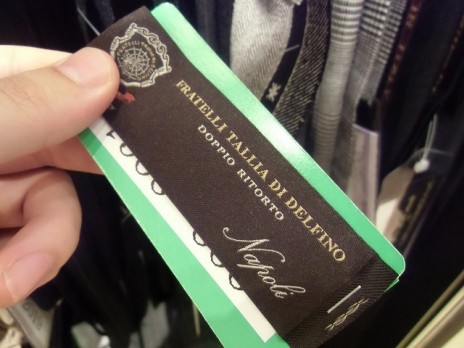 FRATELLI TALLIA DI DELFINO
DOPPIO RITORTO
Napoli